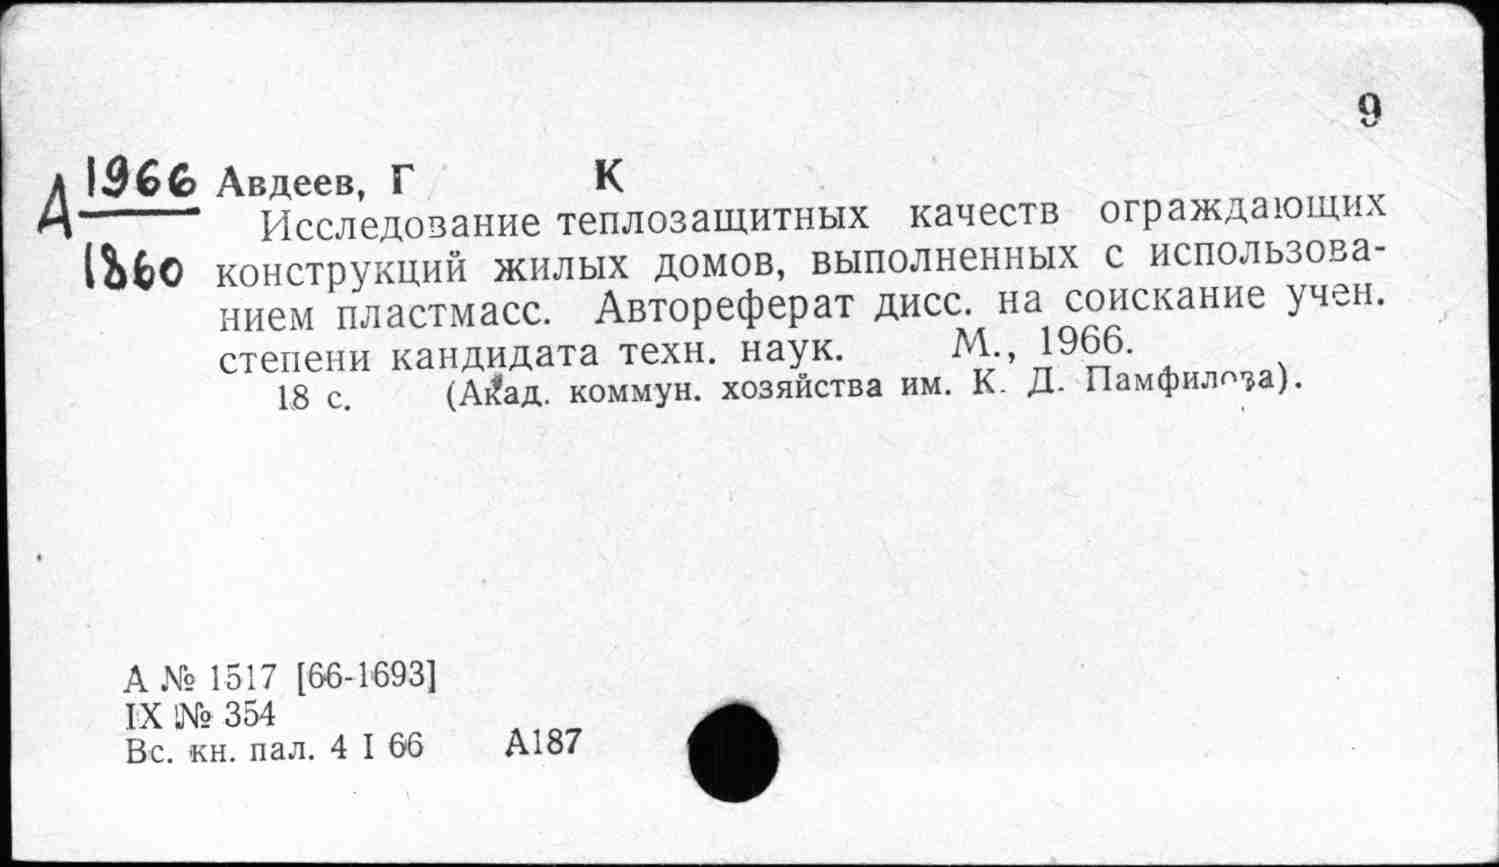 9
Д 1966 Авдеев, Г К
Исследование теплозащитных качеств ограждающих
1860 конструкций жилых домов, выполненных с использова-
нием пластмасс. Автореферат дисс. на соискание учен.
степени кандидата техн. наук. М., 1966.
18 с. (Акад. коммун. хозяйства им. К. Д. Памфилова).
А № 1517 [66-1693]
IX № 354
Вс. кн. пал. 4 I 66 А187